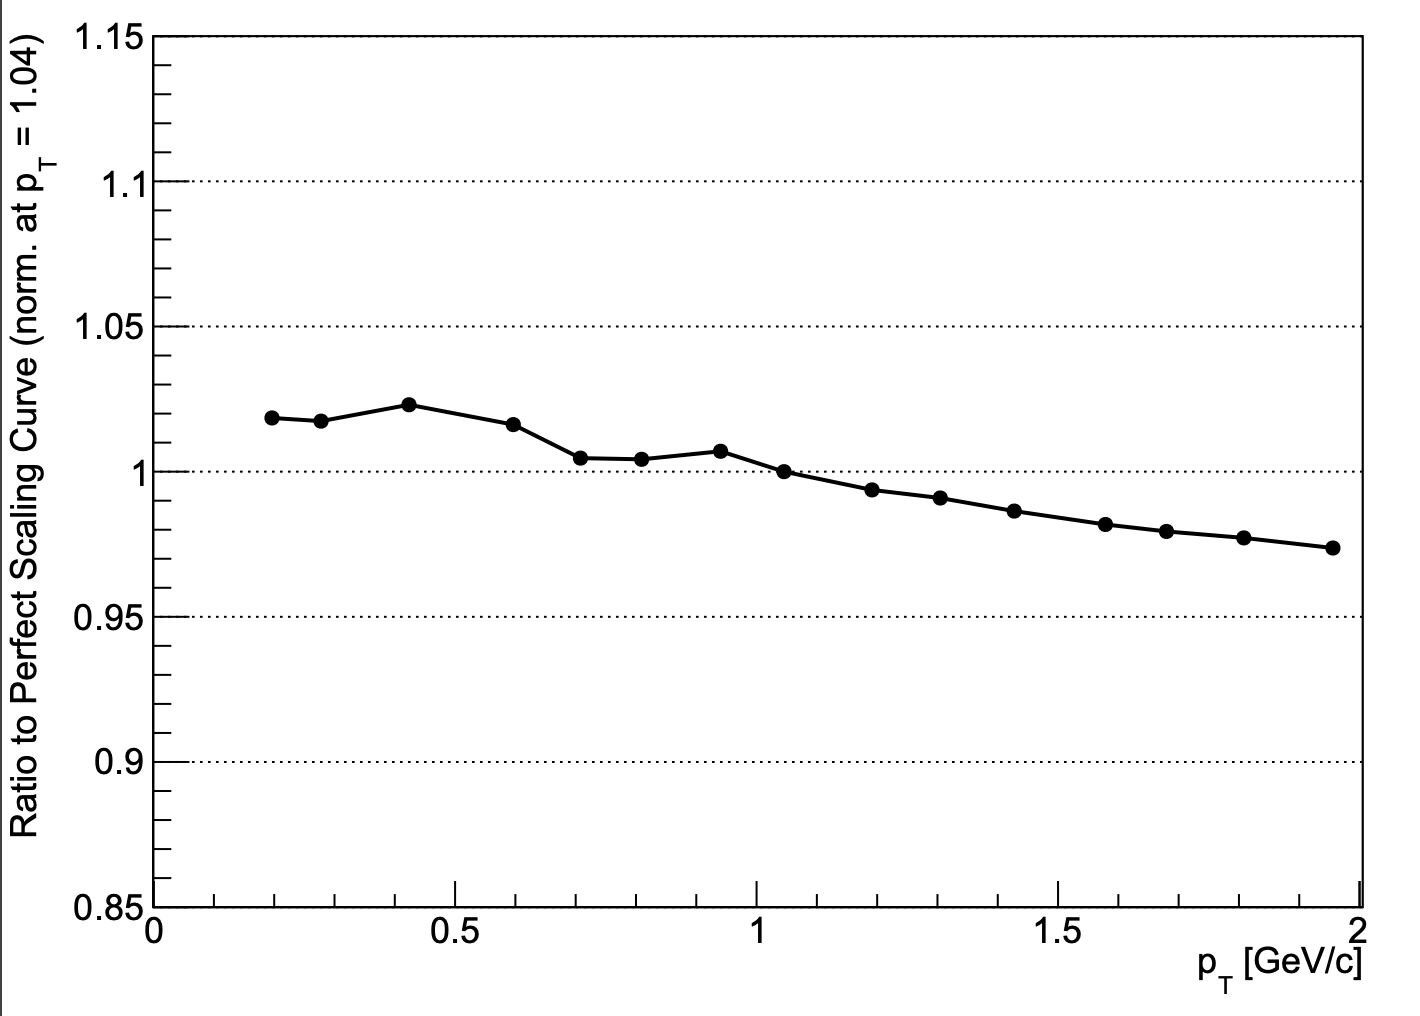 Ratio to Perfect Scaling Curve (norm. at p_T = 1.04)
1.15
1.1
1.05
1
0.95
0.9
0.85
0 0.5 1 1.5 2
p_T [GeV/c]